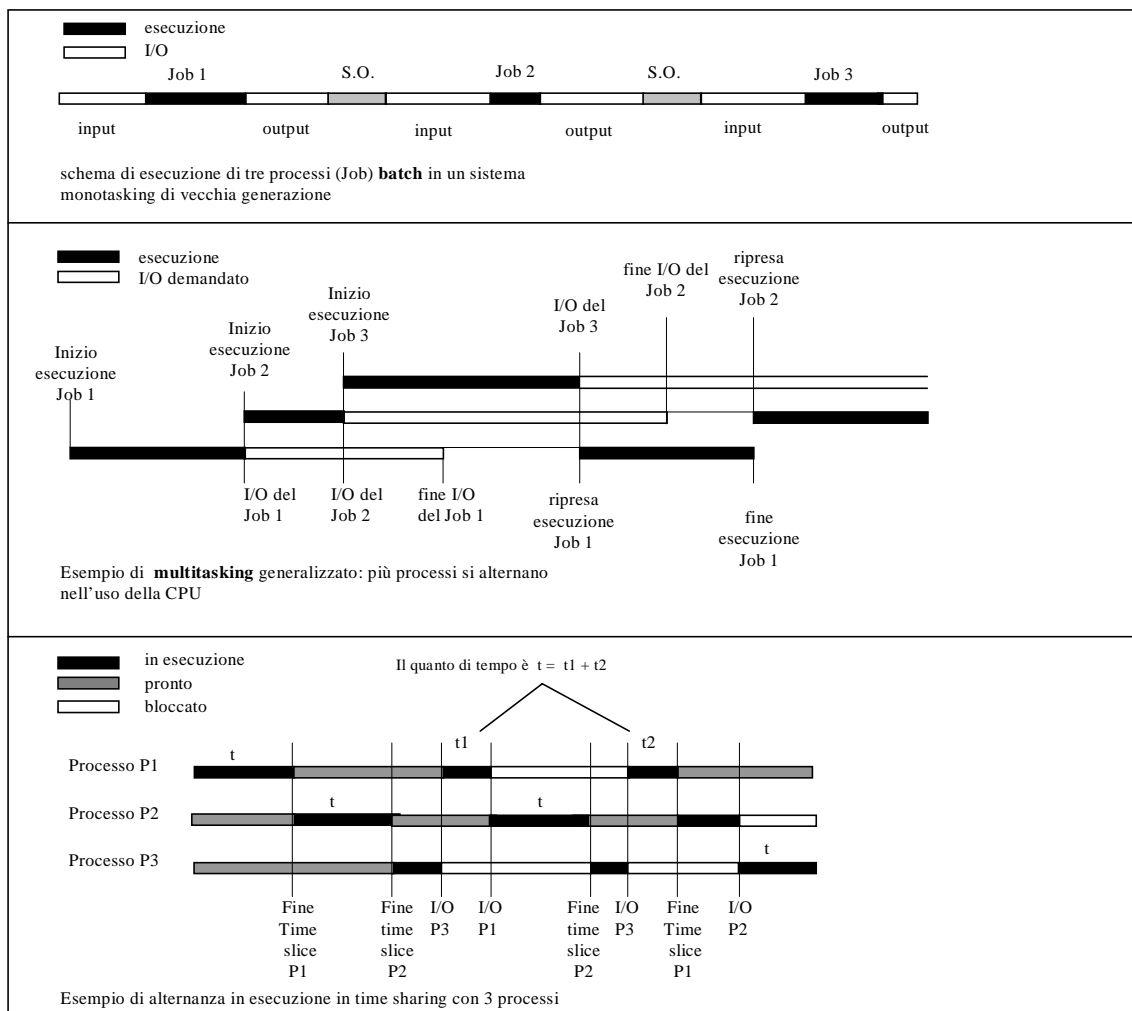 esecuzione
I/O
Job 1
S.O.
Job 2
S.O.
Job 3
input
output
input
output
input
output
schema di esecuzione di tre processi (Job) batch in un sistema
monotasking di vecchia generazione
esecuzione
I/O demandato
Inizio
esecuzione
Job 1
Inizio
esecuzione
Job 2
Inizio
esecuzione
Job 3
I/O del
Job 3
fine I/O del
Job 2
ripresa
esecuzione
Job 2
I/O del
Job 1
I/O del
Job 2
fine I/O
del Job 1
ripresa
esecuzione
Job 1
fine
esecuzione
Job 1
Esempio di multitasking generalizzato: più processi si alternano
nell'uso della CPU
in esecuzione
pronto
bloccato
Il quanto di tempo è t = t1 + t2
Processo P1
t
t1
t2
Processo P2
t
t
Processo P3
t
Fine
Time
slice
P1
Fine
time
slice
P2
I/O
P3
I/O
P1
Fine
time
slice
P2
I/O
P3
Fine
Time
slice
P1
I/O
P2
Esempio di alternanza in esecuzione in time sharing con 3 processi